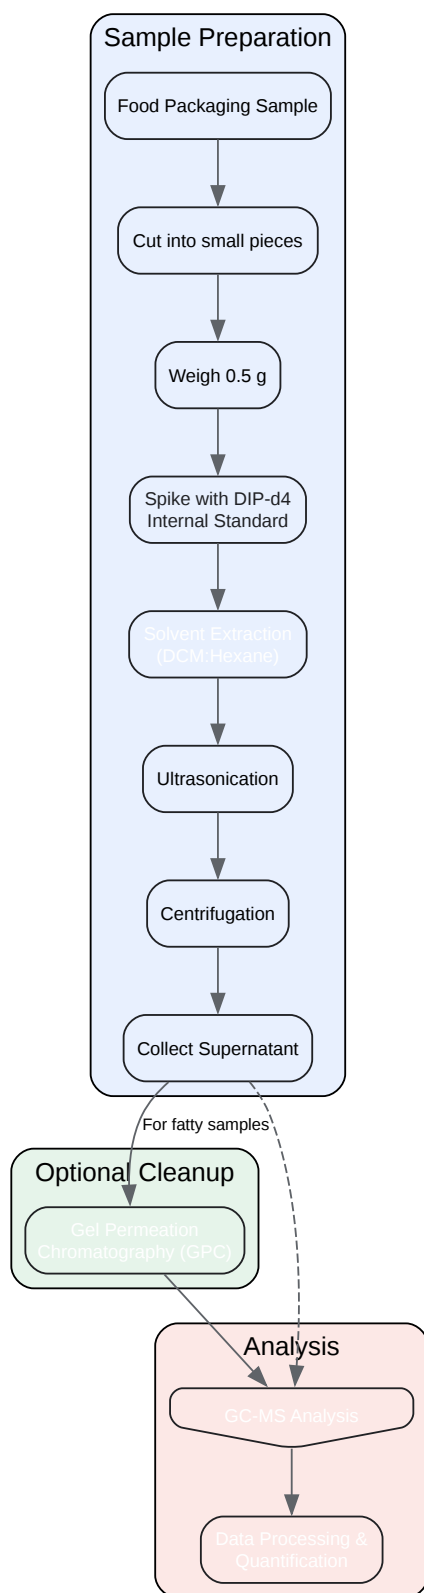 Sample Preparation
Food Packaging Sample
Cut into small pieces
Weigh 0.5 g
Spike with DIP-d4
Internal Standard
Solvent Extraction
(DCM:Hexane)
Ultrasonication
Centrifugation
Collect Supernatant
For fatty samples
Optional Cleanup
Gel Permeation
Chromatography (GPC)
Analysis
GC-MS Analysis
Data Processing &
Quantification